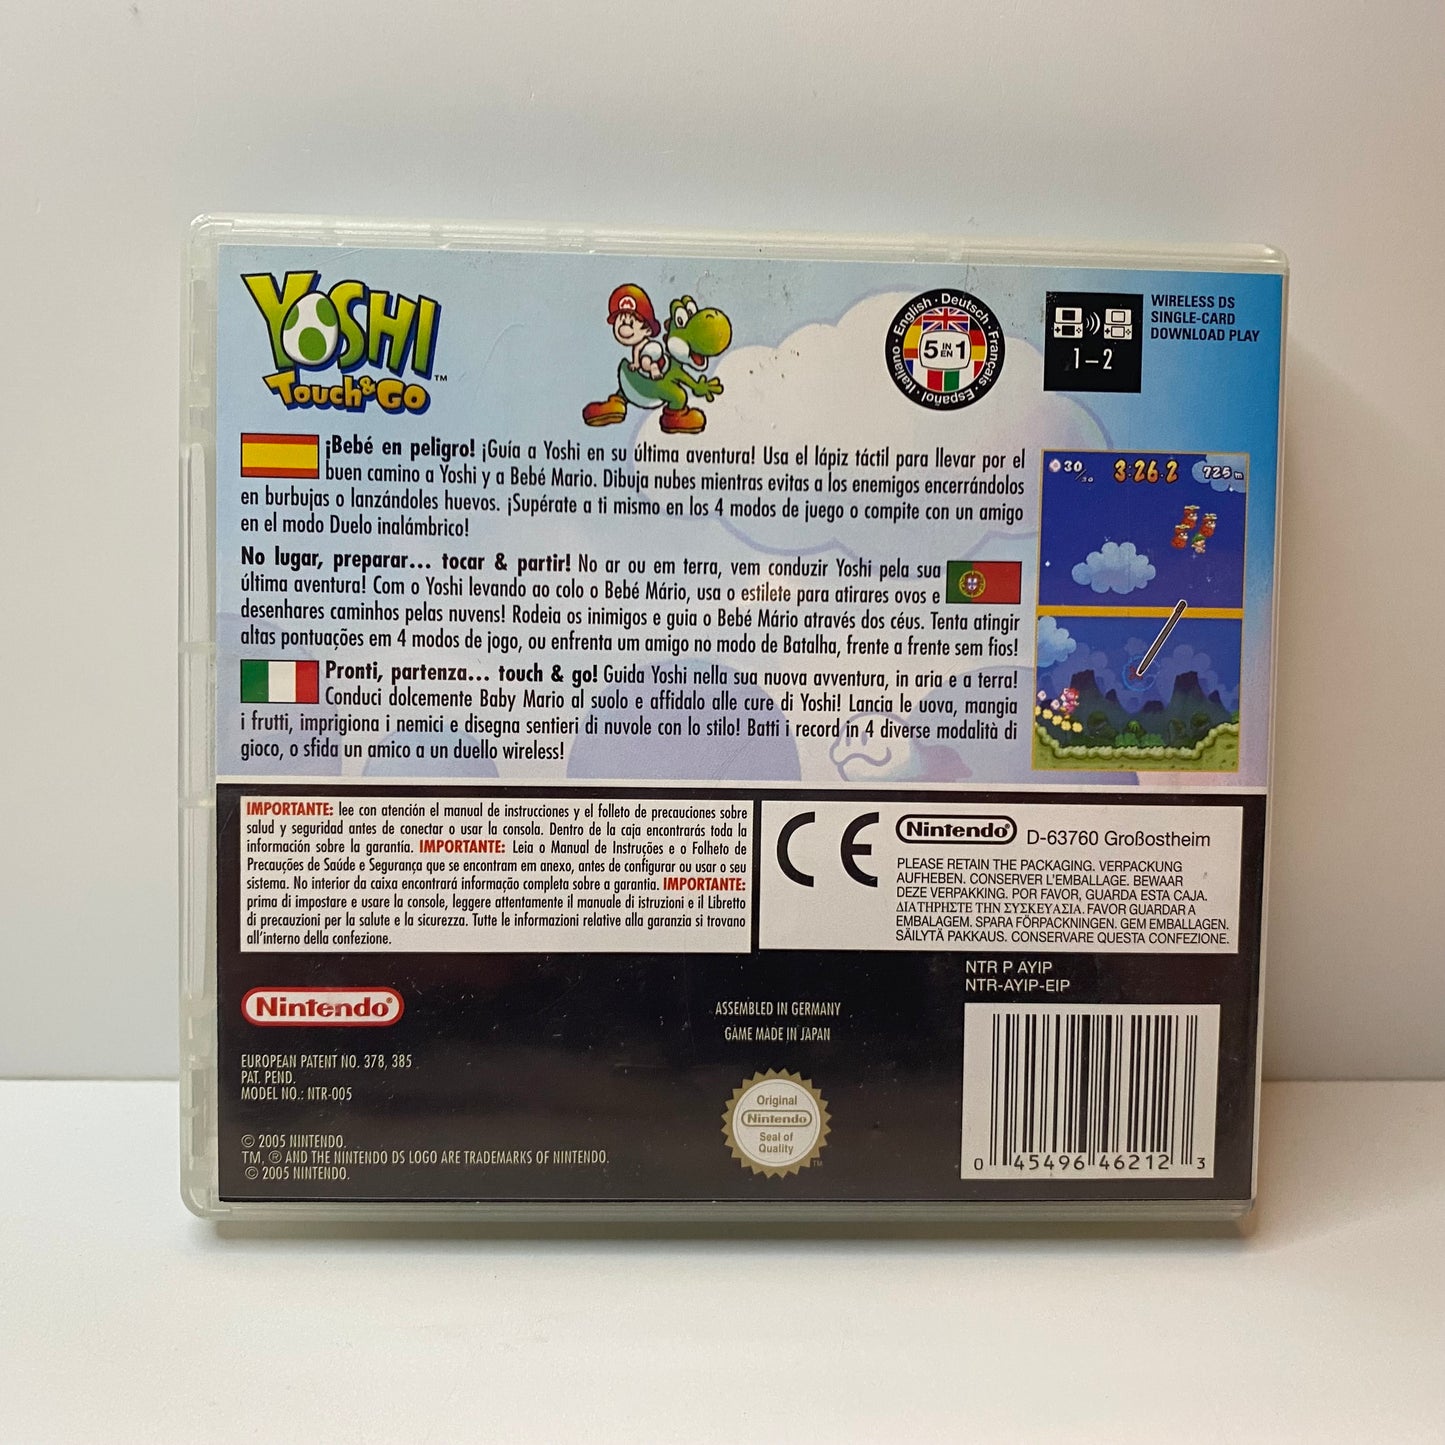 YOSHI
Touch & Go ™
English · Deutsch · Français · Español · Italiano
5 IN EN 1
1–2
WIRELESS DS
SINGLE-CARD
DOWNLOAD PLAY
¡Bebé en peligro! ¡Guía a Yoshi en su última aventura! Usa el lápiz táctil para llevar por el
buen camino a Yoshi y a Bebé Mario. Dibuja nubes mientras evitas a los enemigos encerrándolos
en burbujas o lanzándoles huevos. ¡Supérate a ti mismo en los 4 modos de juego o compite con un amigo
en el modo Duelo inalámbrico!
No lugar, preparar... tocar & partir! No ar ou em terra, vem conduzir Yoshi pela sua
última aventura! Com o Yoshi levando ao colo o Bebé Mário, usa o estilete para atirares ovos e
desenhares caminhos pelas nuvens! Rodeia os inimigos e guia o Bebé Mário através dos céus. Tenta atingir
altas pontuações em 4 modos de jogo, ou enfrenta um amigo no modo de Batalha, frente a frente sem fios!
Pronti, partenza... touch & go! Guida Yoshi nella sua nuova avventura, in aria e a terra!
Conduci dolcemente Baby Mario al suolo e affidalo alle cure di Yoshi! Lancia le uova, mangia
i frutti, imprigiona i nemici e disegna sentieri di nuvole con lo stilo! Batti i record in 4 diverse modalità di
gioco, o sfida un amico a un duello wireless!
30/30 3:26.2 725m
IMPORTANTE: lee con atención el manual de instrucciones y el folleto de precauciones sobre
salud y seguridad antes de conectar o usar la consola. Dentro de la caja encontrarás toda la
información sobre la garantía. IMPORTANTE: Leia o Manual de Instruções e o Folheto de
Precauções de Saúde e Segurança que se encontram em anexo, antes de configurar ou usar o seu
sistema. No interior da caixa encontrará informação completa sobre a garantia. IMPORTANTE:
prima di impostare e usare la console, leggere attentamente il manuale di istruzioni e il Libretto
di precauzioni per la salute e la sicurezza. Tutte le informazioni relative alla garanzia si trovano
all'interno della confezione.
CE
Nintendo® D-63760 Großostheim
PLEASE RETAIN THE PACKAGING. VERPACKUNG
AUFHEBEN. CONSERVER L'EMBALLAGE. BEWAAR
DEZE VERPAKKING. POR FAVOR, GUARDA ESTA CAJA.
ΔΙΑΤΗΡΗΣΤΕ ΤΗΝ ΣΥΣΚΕΥΑΣΙΑ. FAVOR GUARDAR A
EMBALAGEM. SPARA FÖRPACKNINGEN. GEM EMBALLAGEN.
SÄILYTÄ PAKKAUS. CONSERVARE QUESTA CONFEZIONE.
NTR P AYIP
NTR-AYIP-EIP
Nintendo®
ASSEMBLED IN GERMANY
GAME MADE IN JAPAN
EUROPEAN PATENT NO. 378, 385
PAT. PEND.
MODEL NO.: NTR-005
Original
Nintendo
Seal of
Quality
TM
© 2005 NINTENDO.
TM, ® AND THE NINTENDO DS LOGO ARE TRADEMARKS OF NINTENDO.
© 2005 NINTENDO.
0 45496 46212 3